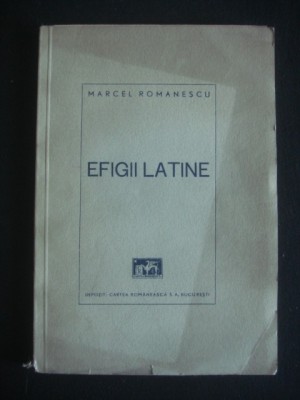 MARCEL ROMANESCU
EFIGII LATINE
DEPOZIT: CARTEA ROMÂNEASCĂ S. A. BUCUREȘTI